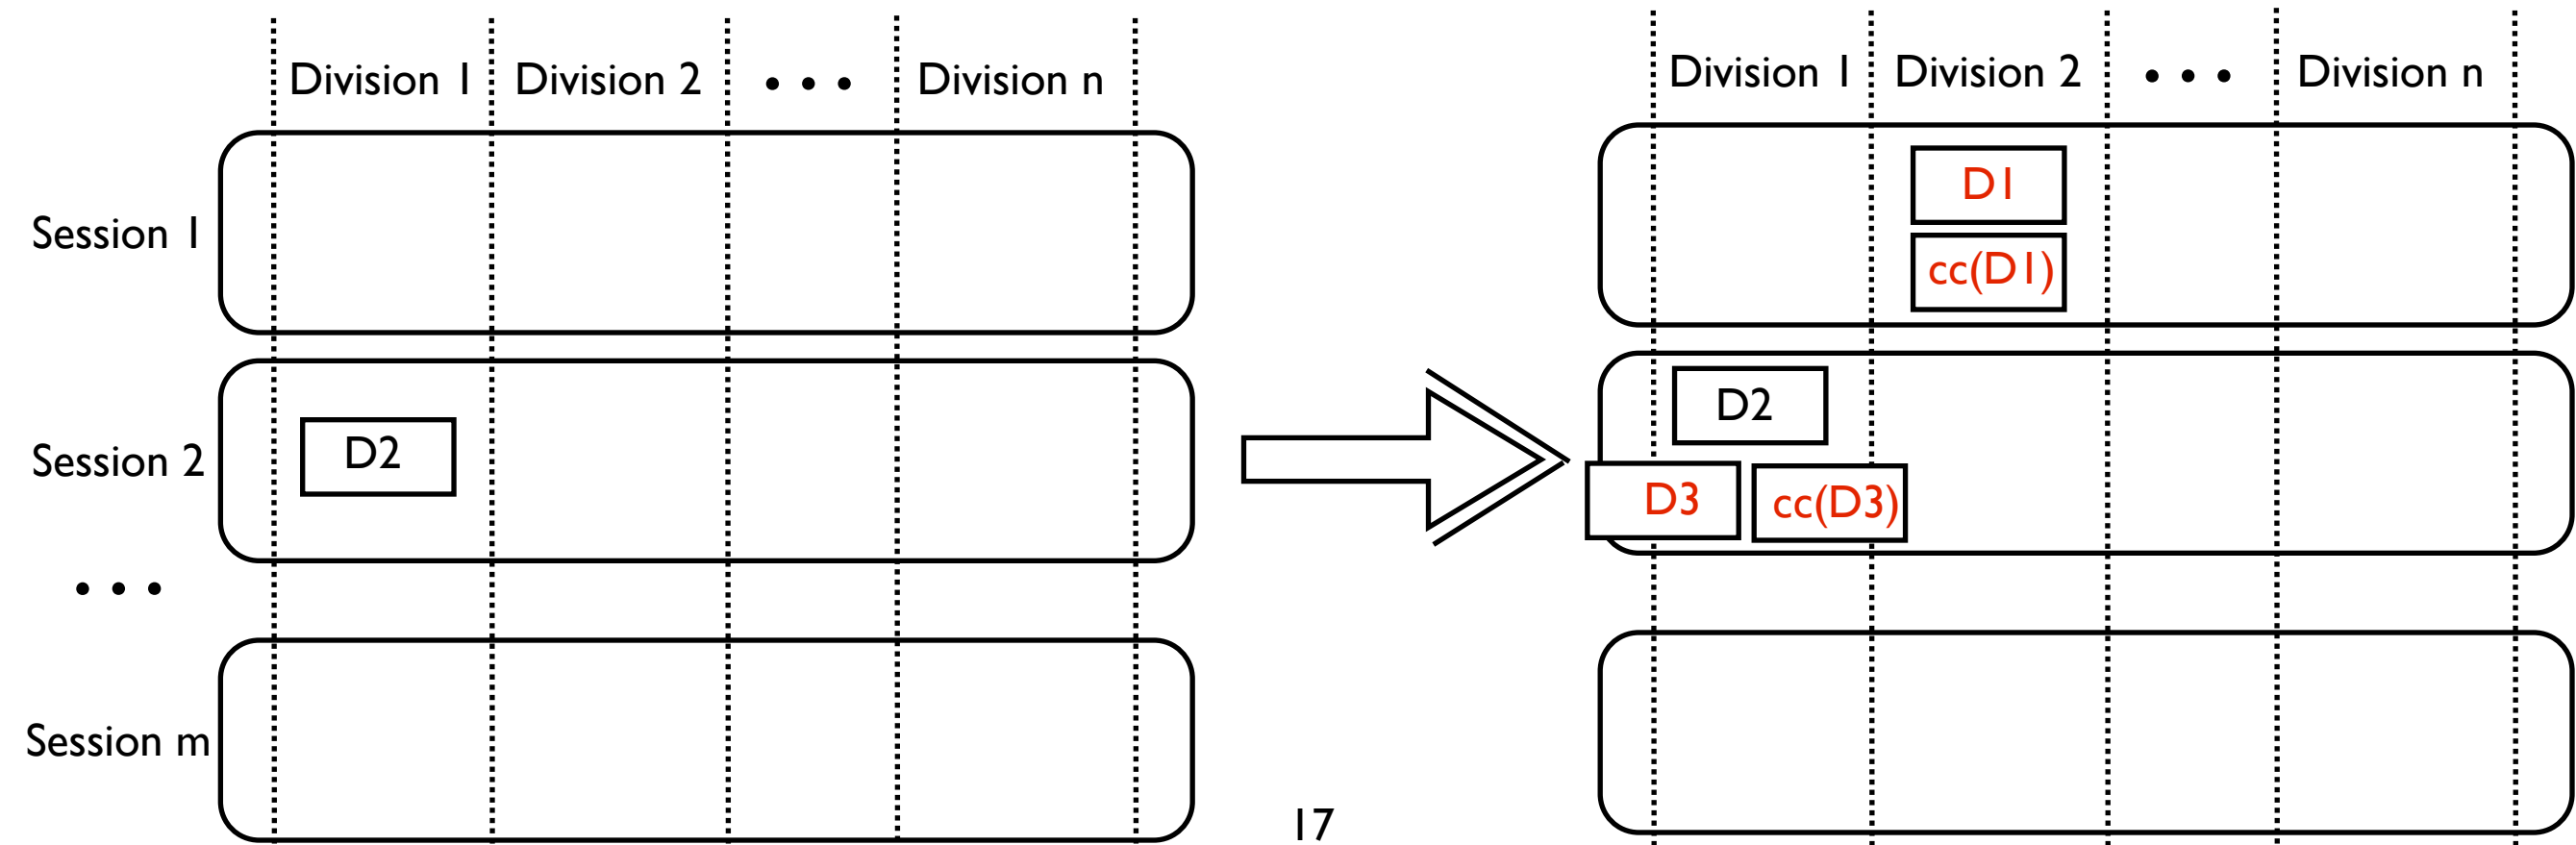 Division 1 Division 2 • • • Division n
Session 1
Session 2
D2
• • •
Session m
Division 1 Division 2 • • • Division n
D1
cc(D1)
D2
D3 cc(D3)
17